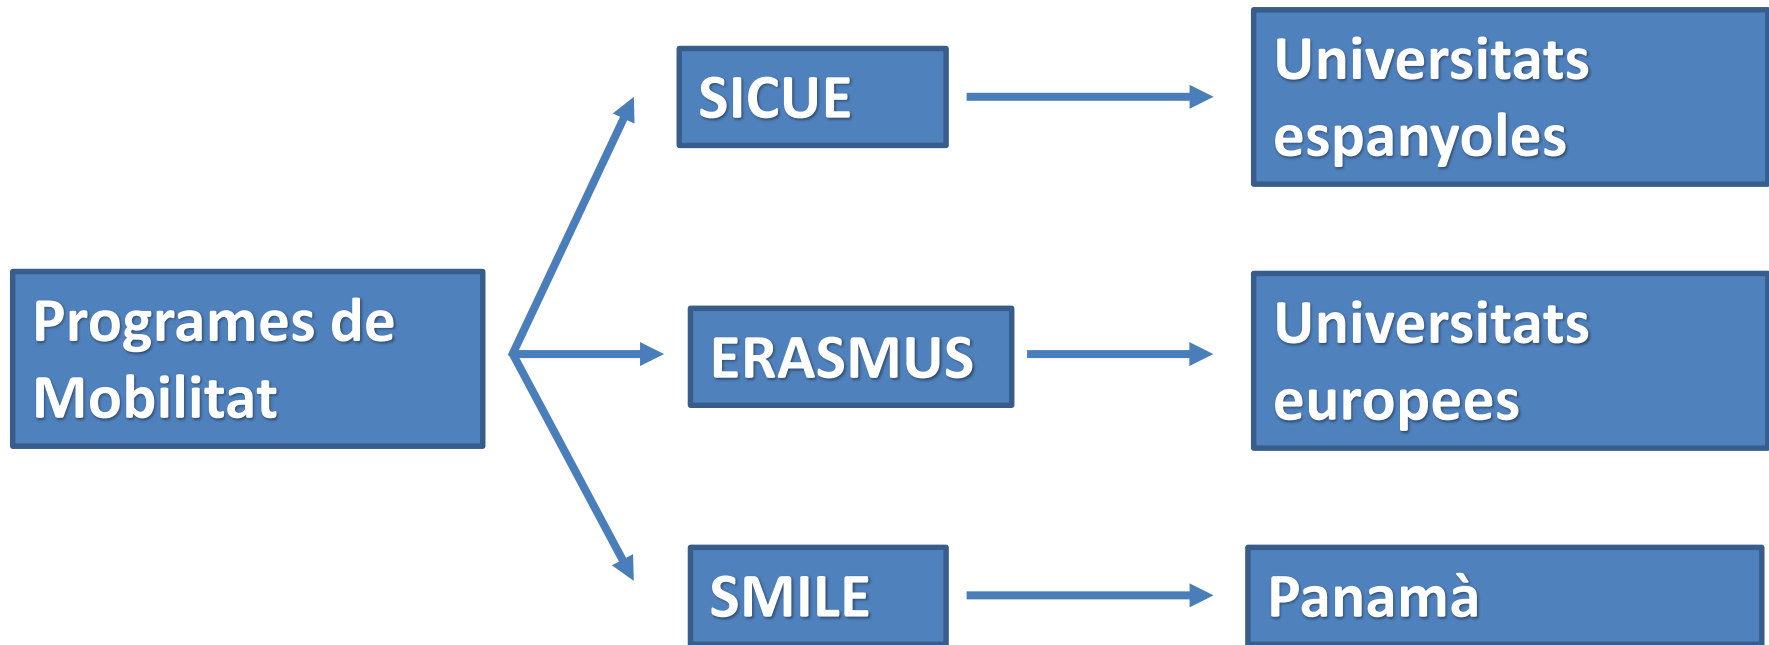 Programes de
Mobilitat
SICUE
Universitats
espanyoles
ERASMUS
Universitats
europees
SMILE
Panamà